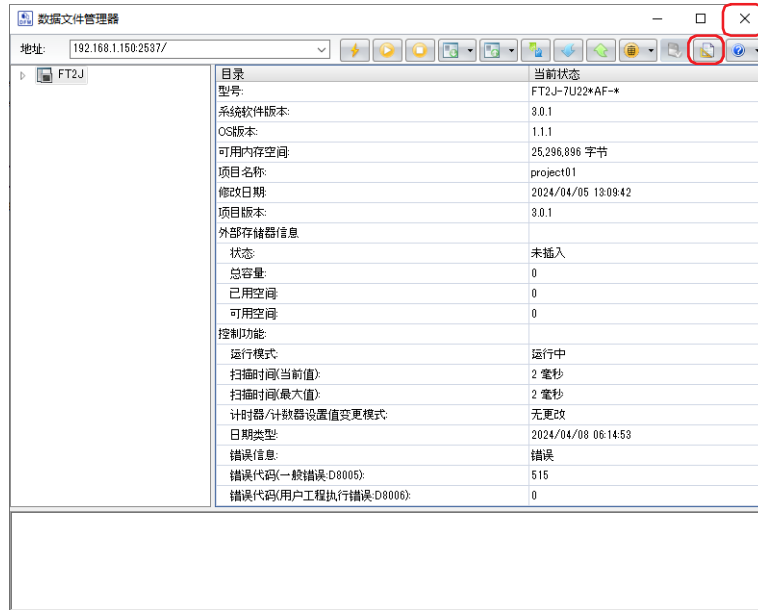 数据文件管理器
地址: 192.168.1.150:2537/
FT2J
目录 当前状态
型号: FT2J-7U22*AF-*
系统软件版本: 3.0.1
OS版本: 1.1.1
可用内存空间: 25,296,896 字节
项目名称: project01
修改日期: 2024/04/05 13:09:42
项目版本: 3.0.1
外部存储器信息
状态: 未插入
总容量: 0
已用空间: 0
可用空间: 0
控制功能:
运行模式: 运行中
扫描时间(当前值): 2 毫秒
扫描时间(最大值): 2 毫秒
计时器/计数器设置值变更模式: 无更改
日期类型: 2024/04/08 06:14:53
错误信息: 错误
错误代码(一般错误:D8005): 515
错误代码(用户工程执行错误:D8006): 0